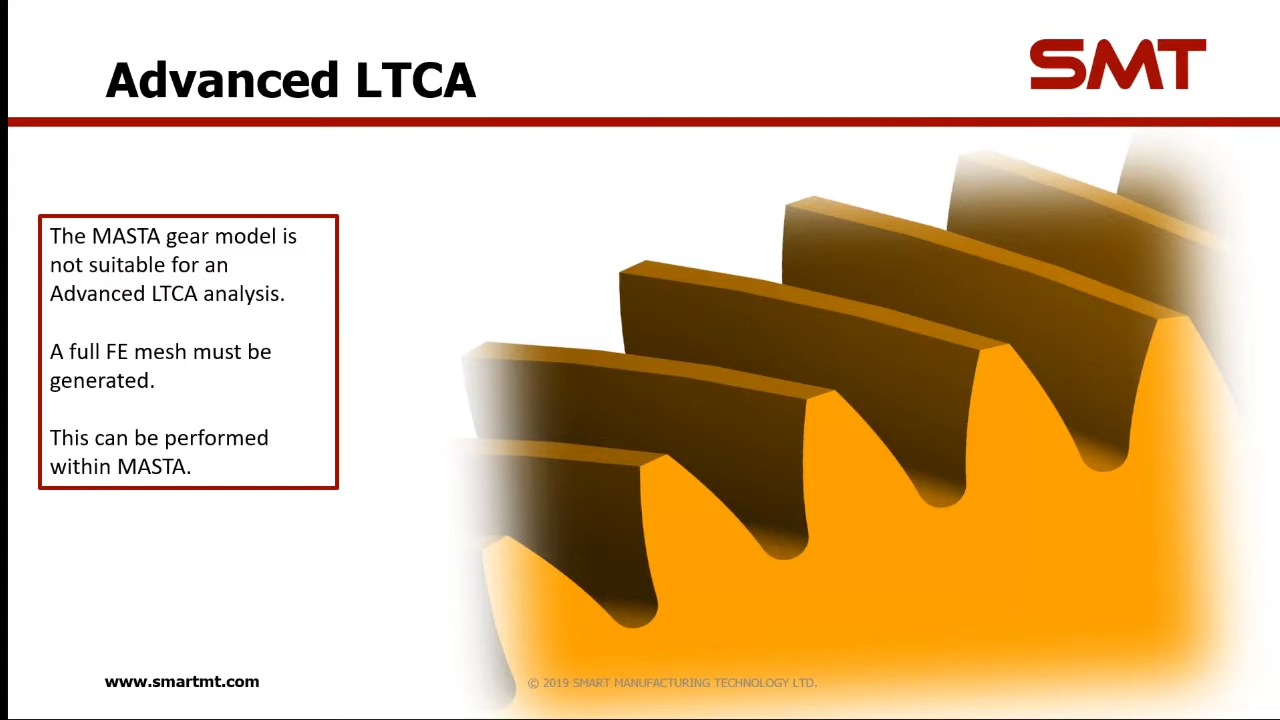 Advanced LTCA
SMT
The MASTA gear model is
not suitable for an
Advanced LTCA analysis.
A full FE mesh must be
generated.
This can be performed
within MASTA.
www.smartmt.com
© 2019 SMART MANUFACTURING TECHNOLOGY LTD.